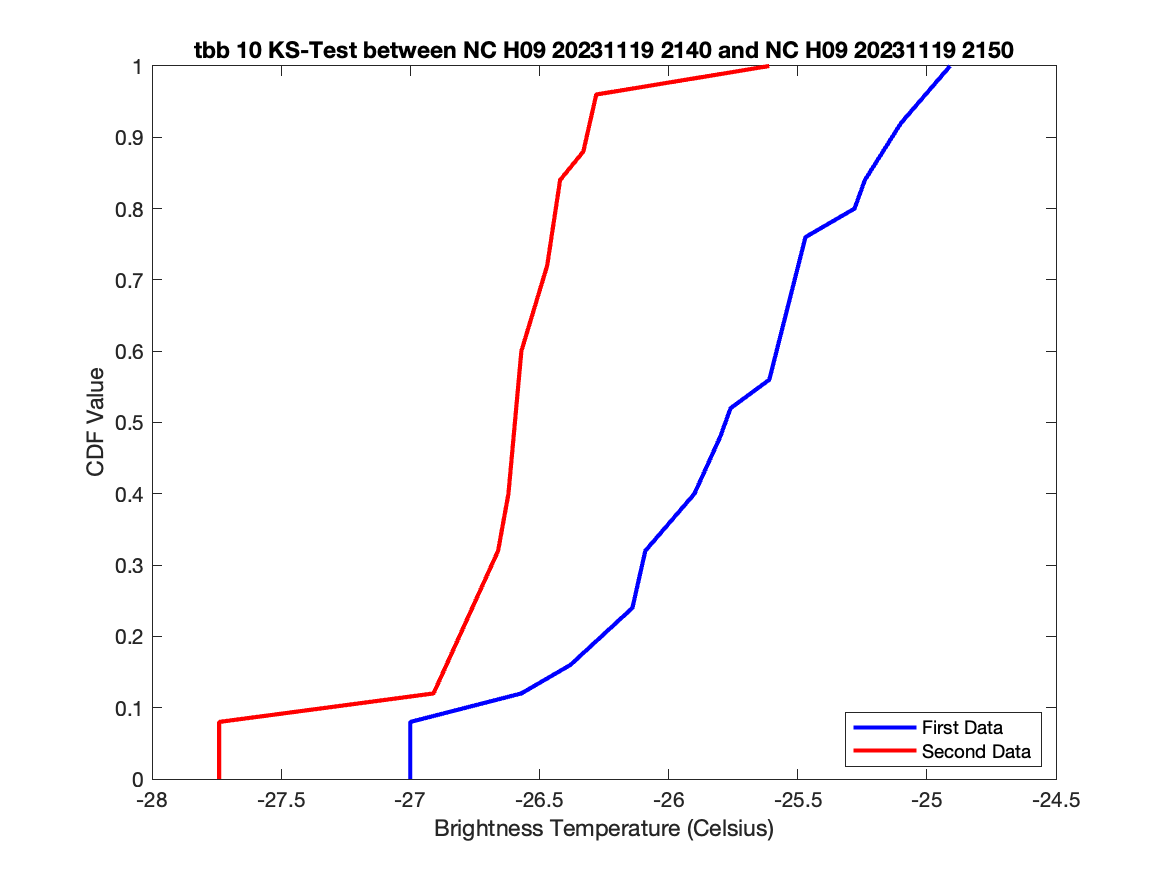 tbb 10 KS-Test between NC H09 20231119 2140 and NC H09 20231119 2150
1
0.9
0.8
0.7
0.6
0.5
0.4
0.3
0.2
0.1
0
CDF Value
First Data
Second Data
-28 -27.5 -27 -26.5 -26 -25.5 -25 -24.5
Brightness Temperature (Celsius)